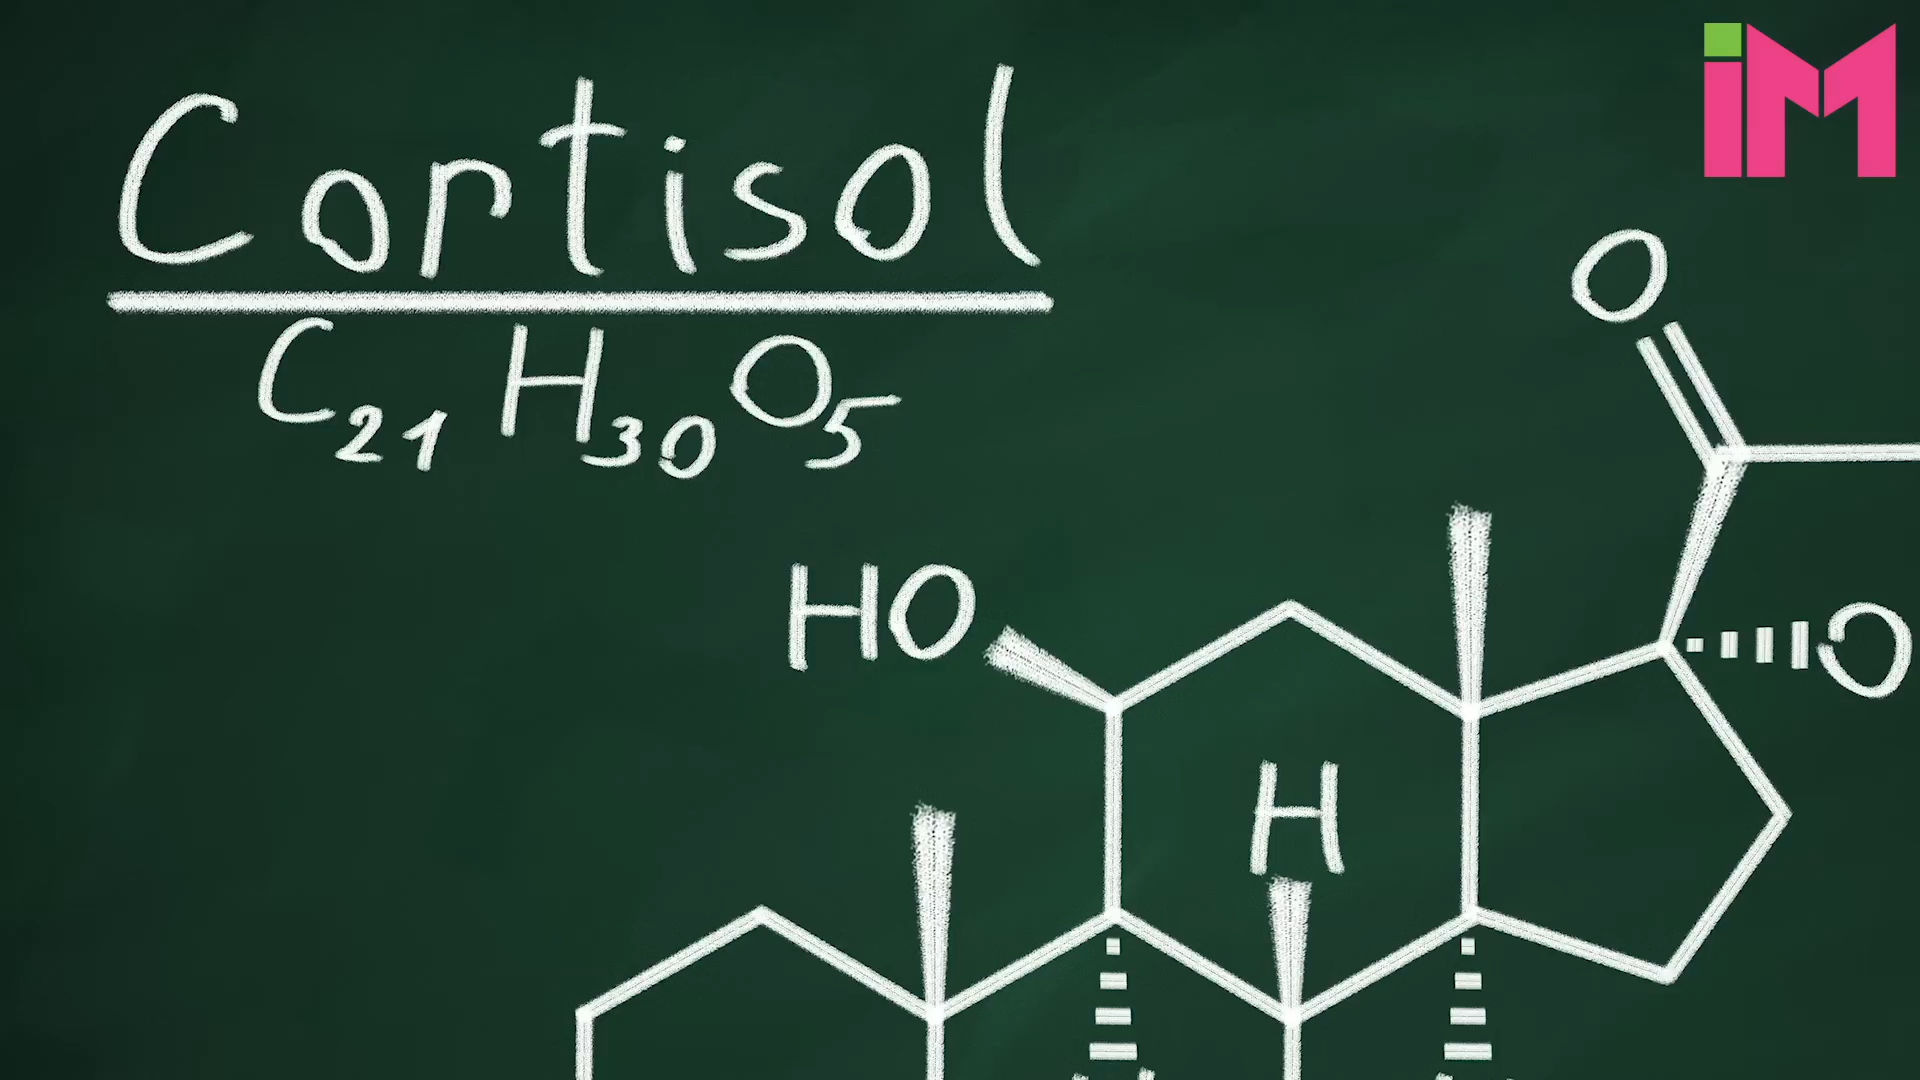 iM
Cortisol
C₂₁H₃₀O₅
O
HO
O
H